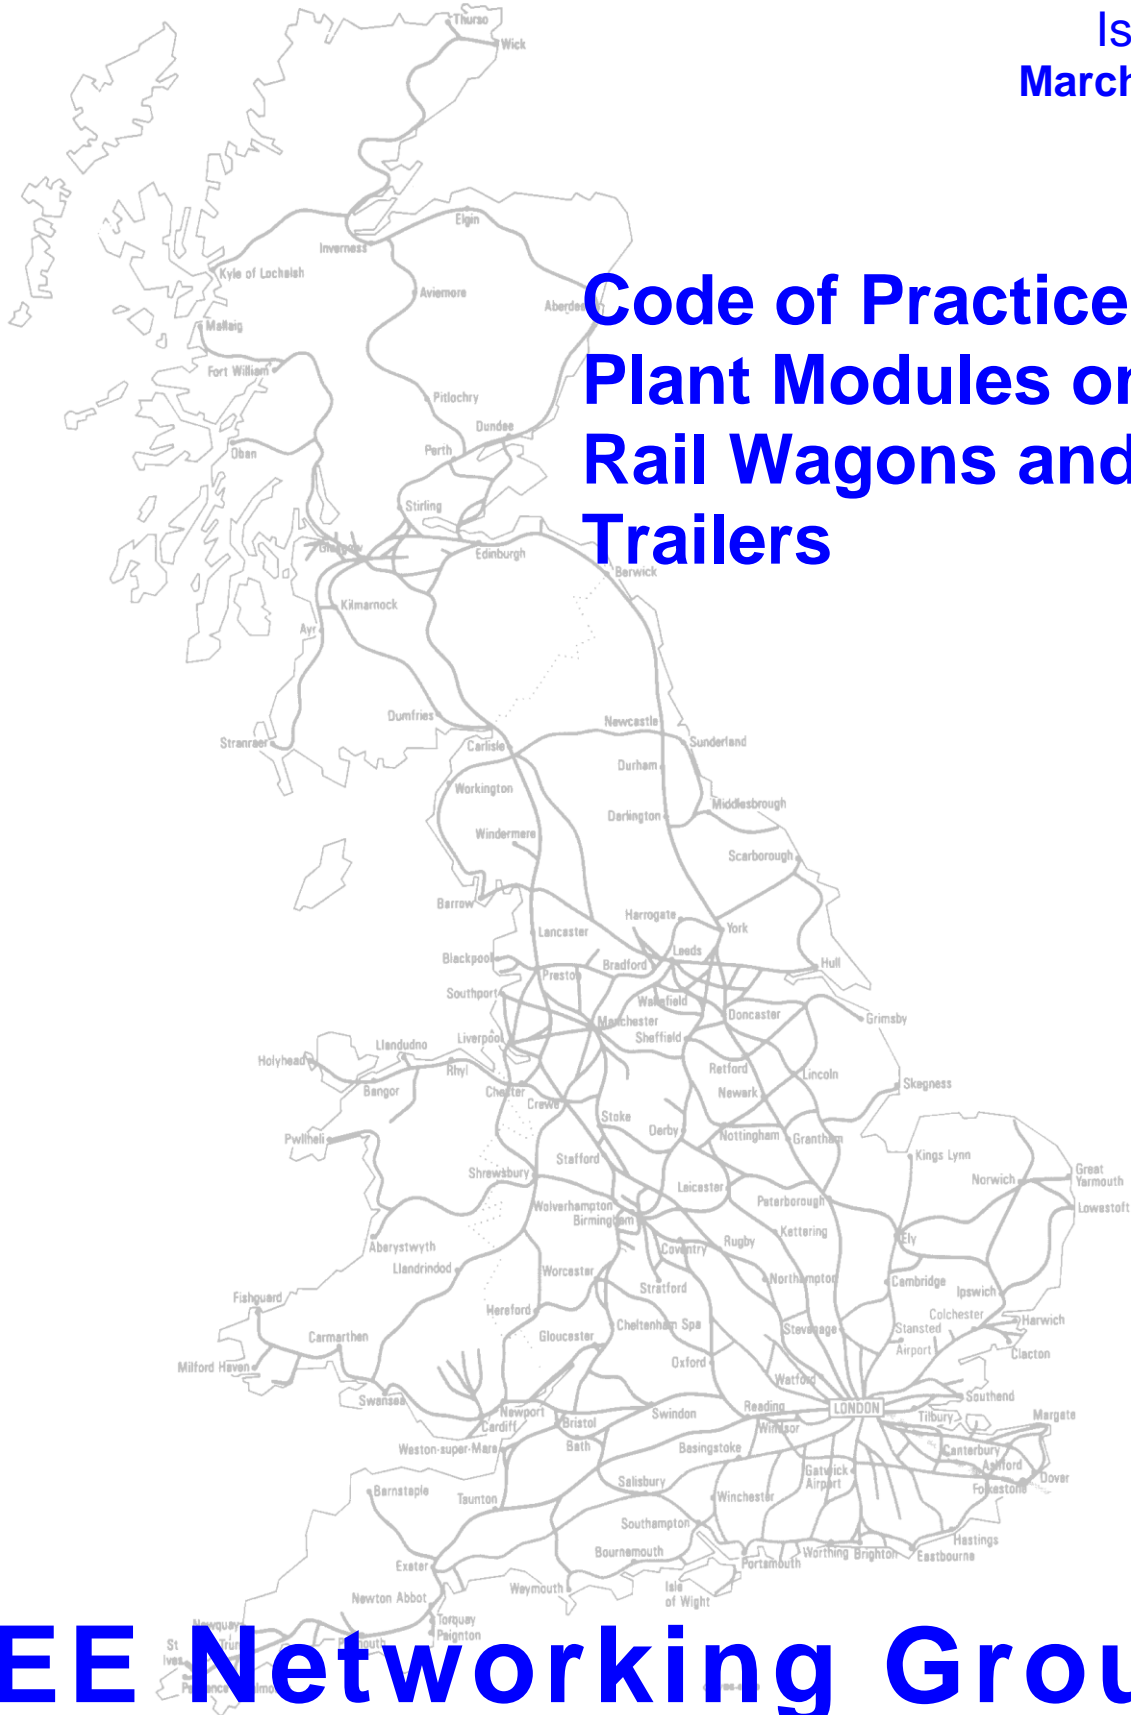 Is
March
Code of Practice
Plant Modules or
Rail Wagons and
Trailers
Thurso
Wick
Elgin
Inverness
Kyle of Lochalsh
Aviemore
Mallaig
Fort William
Pitlochry
Dundee
Oban
Perth
Stirling
Edinburgh
Berwick
Kilmarnock
Ayr
Dumfries
Newcastle
Stranraer
Carlisle
Sunderland
Durham
Workington
Middlesbrough
Darlington
Windermere
Scarborough
Barrow
Harrogate
York
Lancaster
Leeds
Blackpool
Bradford
Hull
Preston
Southport
Wakefield
Doncaster
Manchester
Grimsby
Liverpool
Sheffield
Llandudno
Holyhead
Rhyl
Retford
Lincoln
Bangor
Chester
Newark
Skegness
Crewe
Stoke
Derby
Nottingham
Grantham
Pwllheli
Stafford
Kings Lynn
Shrewsbury
Norwich
Great
Yarmouth
Leicester
Wolverhampton
Peterborough
Lowestoft
Birmingham
Kettering
Aberystwyth
Coventry
Rugby
Ely
Llandrindod
Worcester
Northampton
Cambridge
Stratford
Ipswich
Fishguard
Hereford
Colchester
Harwich
Cheltenham Spa
Stevenage
Stansted
Airport
Carmarthen
Gloucester
Clacton
Milford Haven
Oxford
Watford
Swansea
Southend
Newport
Swindon
Reading
LONDON
Tilbury
Margate
Cardiff
Bristol
Windsor
Weston-super-Mare
Bath
Basingstoke
Canterbury
Ashford
Gatwick
Airport
Dover
Folkestone
Barnstaple
Salisbury
Taunton
Winchester
Southampton
Hastings
Bournemouth
Portsmouth
Worthing
Brighton
Eastbourne
Exeter
Weymouth
Isle
of Wight
Newton Abbot
Torquay
Paignton
Newquay
St
Ives
EE Networking Grou